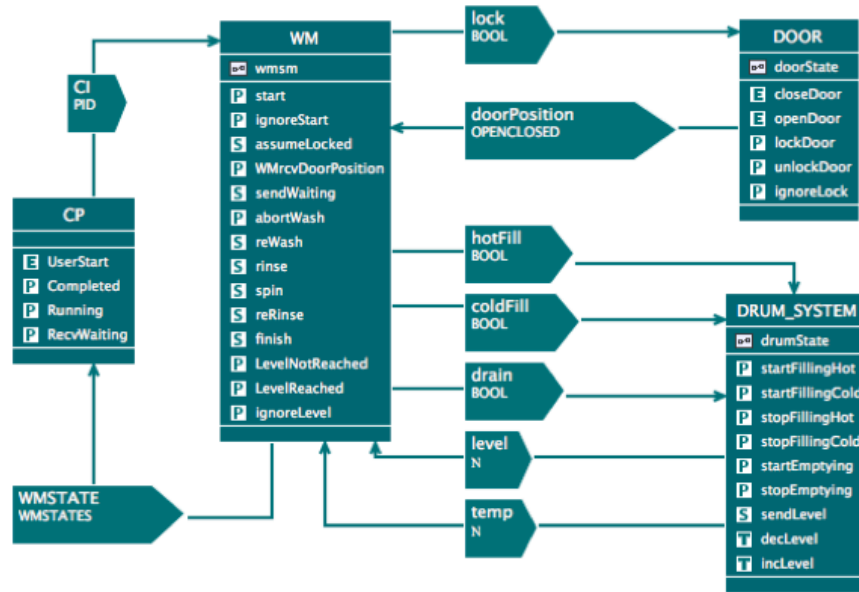 WM
wmsm
P start
P ignoreStart
S assumeLocked
P WMrcvDoorPosition
S sendWaiting
P abortWash
S reWash
S rinse
S spin
S reRinse
S finish
P LevelNotReached
P LevelReached
P ignoreLevel
CI
PID
CP
E UserStart
P Completed
P Running
P RecvWaiting
WMSTATE
WMSTATES
lock
BOOL
doorPosition
OPENCLOSED
hotFill
BOOL
coldFill
BOOL
drain
BOOL
level
N
temp
N
DOOR
doorState
E closeDoor
E openDoor
P lockDoor
P unlockDoor
P ignoreLock
DRUM_SYSTEM
drumState
P startFillingHot
P startFillingCold
P stopFillingHot
P stopFillingCold
P startEmptying
P stopEmptying
S sendLevel
T decLevel
T incLevel